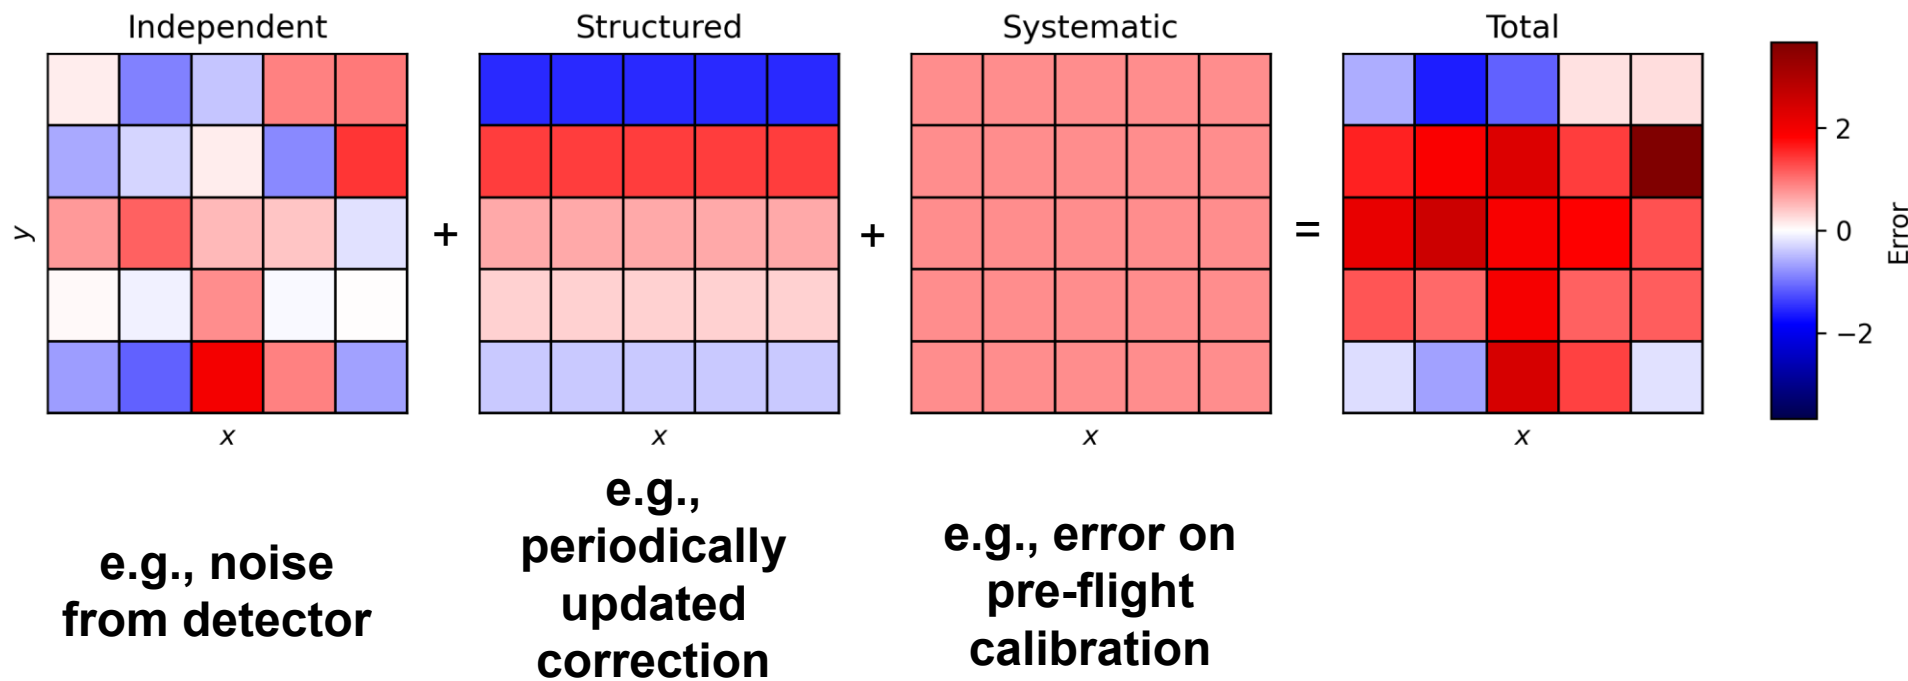 Independent
Structured
Systematic
Total
y
+
+
=
2
0
−2
Error
x
x
x
x
e.g., noise
from detector
e.g.,
periodically
updated
correction
e.g., error on
pre-flight
calibration